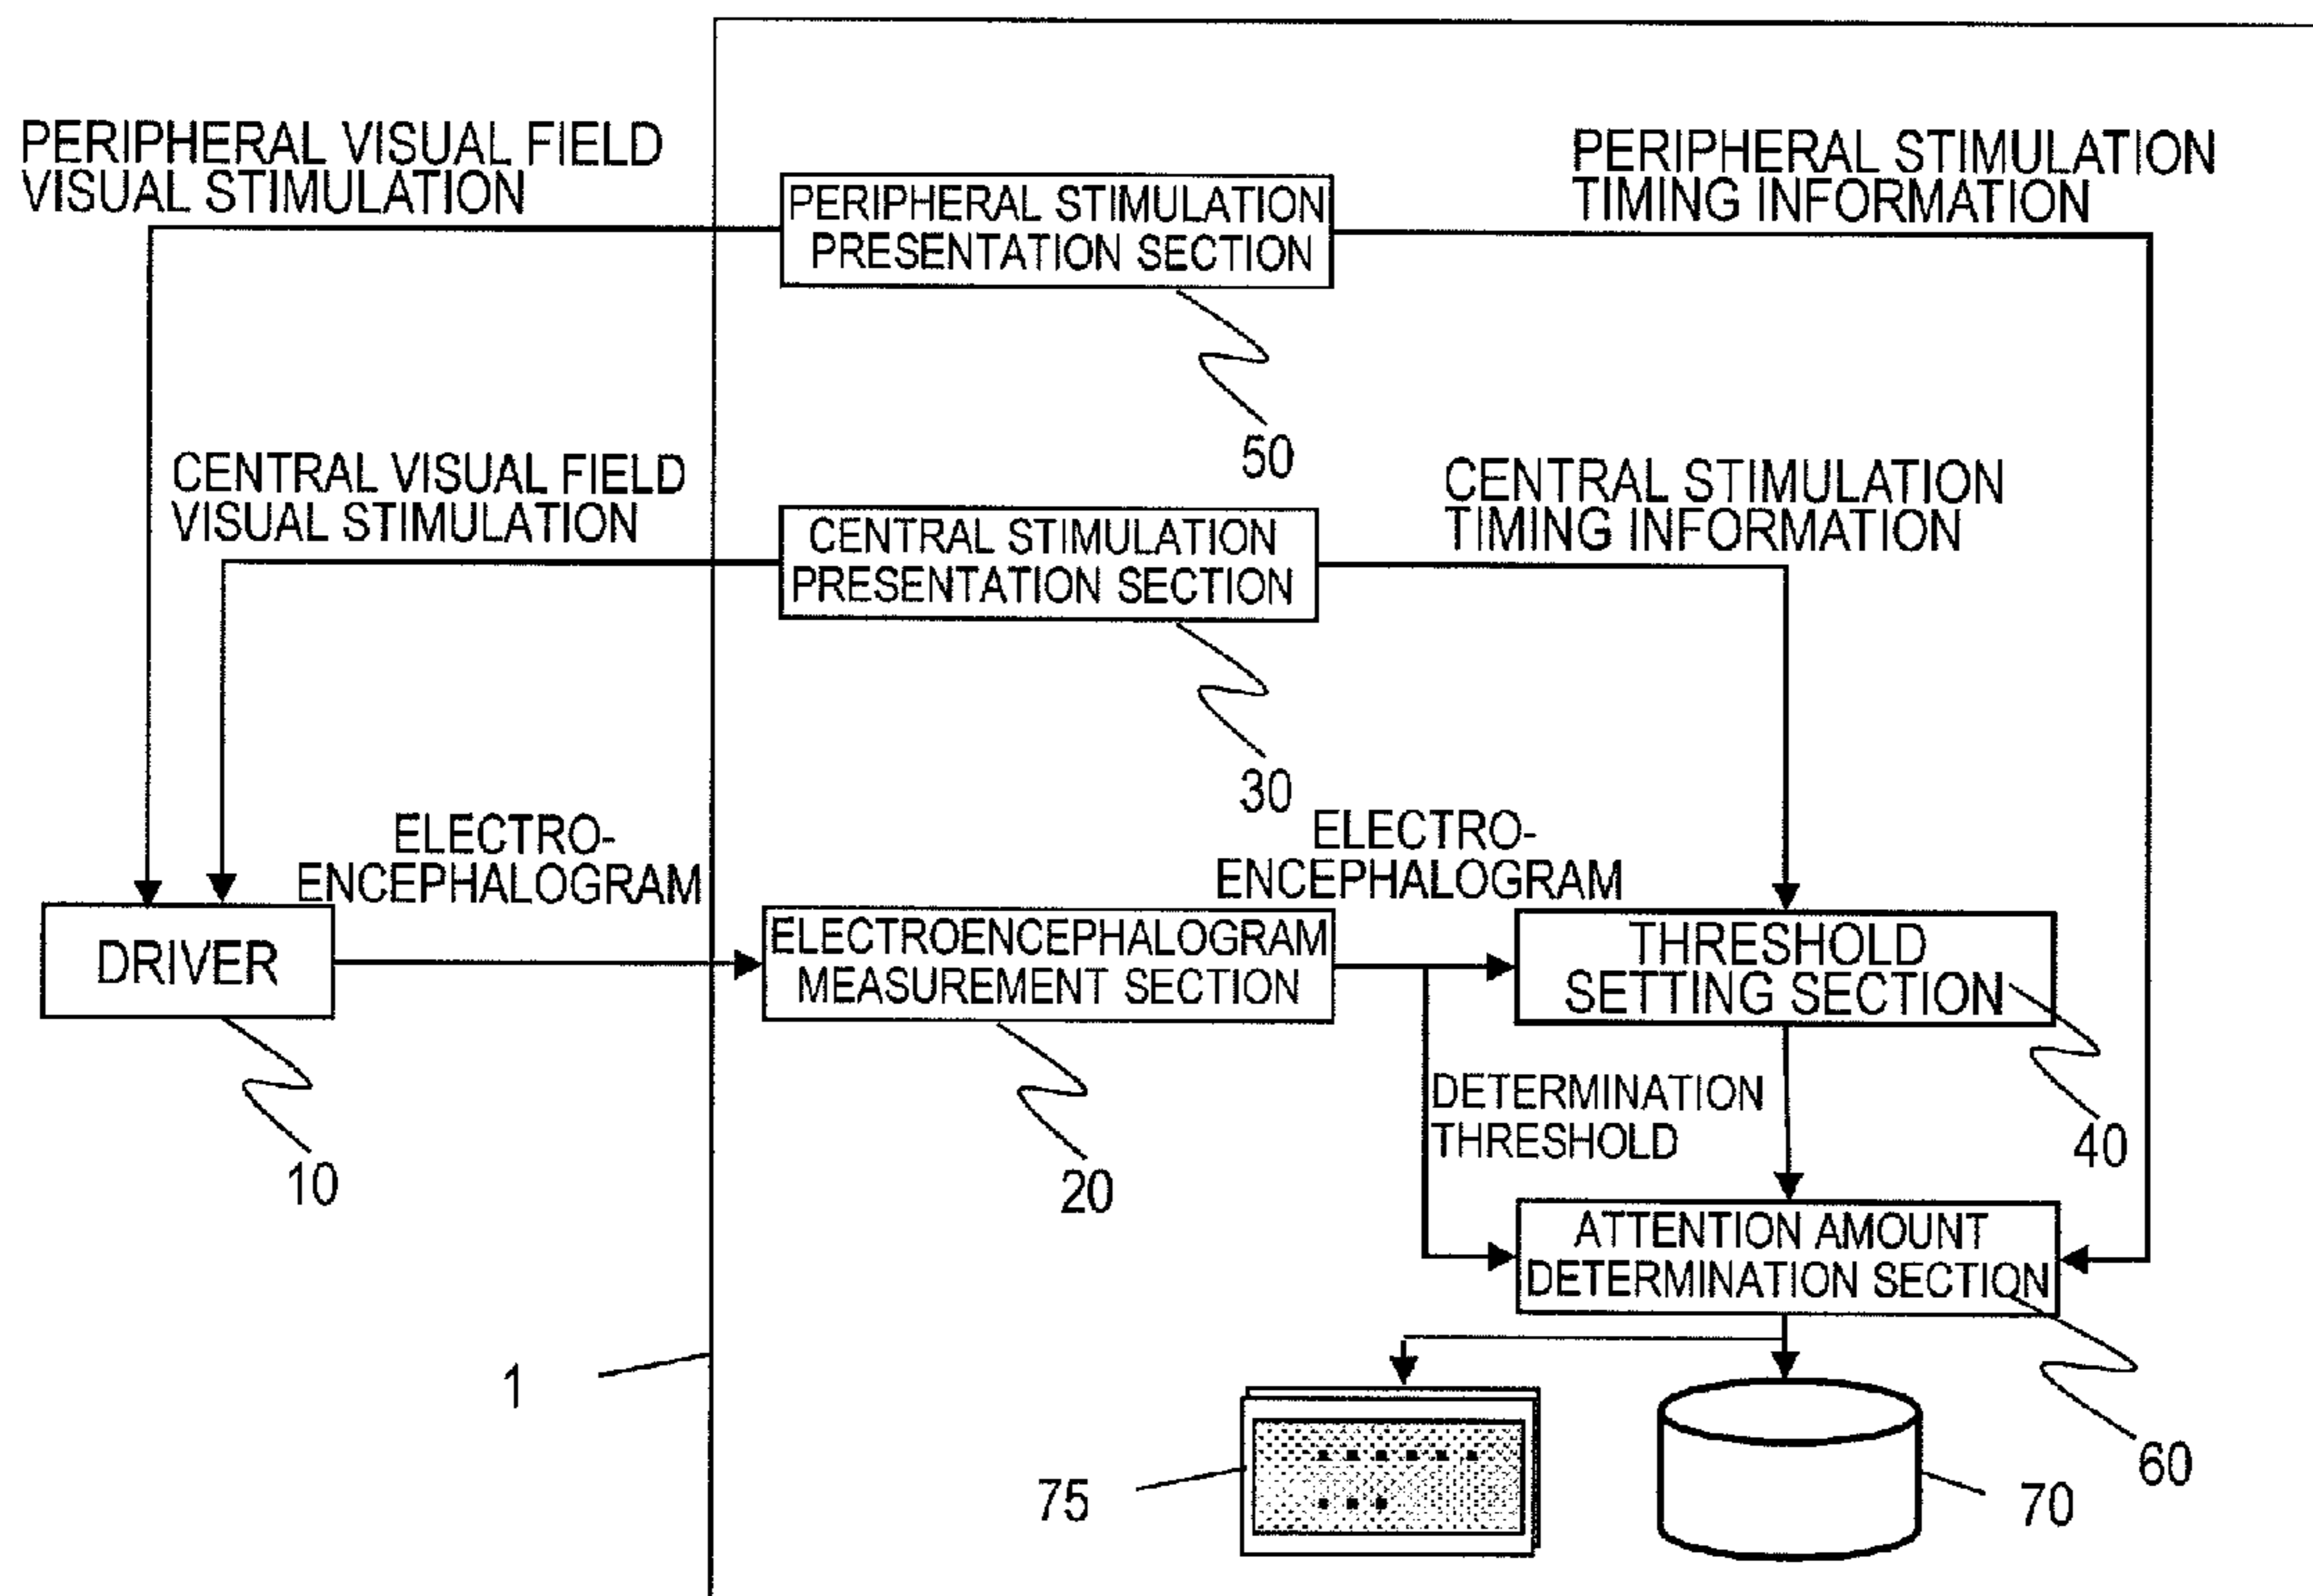 PERIPHERAL VISUAL FIELD
VISUAL STIMULATION
PERIPHERAL STIMULATION
PRESENTATION SECTION
PERIPHERAL STIMULATION
TIMING INFORMATION
50
CENTRAL VISUAL FIELD
VISUAL STIMULATION
CENTRAL STIMULATION
PRESENTATION SECTION
CENTRAL STIMULATION
TIMING INFORMATION
30
ELECTRO-
ENCEPHALOGRAM
ELECTRO-
ENCEPHALOGRAM
DRIVER
10
ELECTROENCEPHALOGRAM
MEASUREMENT SECTION
20
THRESHOLD
SETTING SECTION
40
DETERMINATION
THRESHOLD
ATTENTION AMOUNT
DETERMINATION SECTION
60
1
75
70